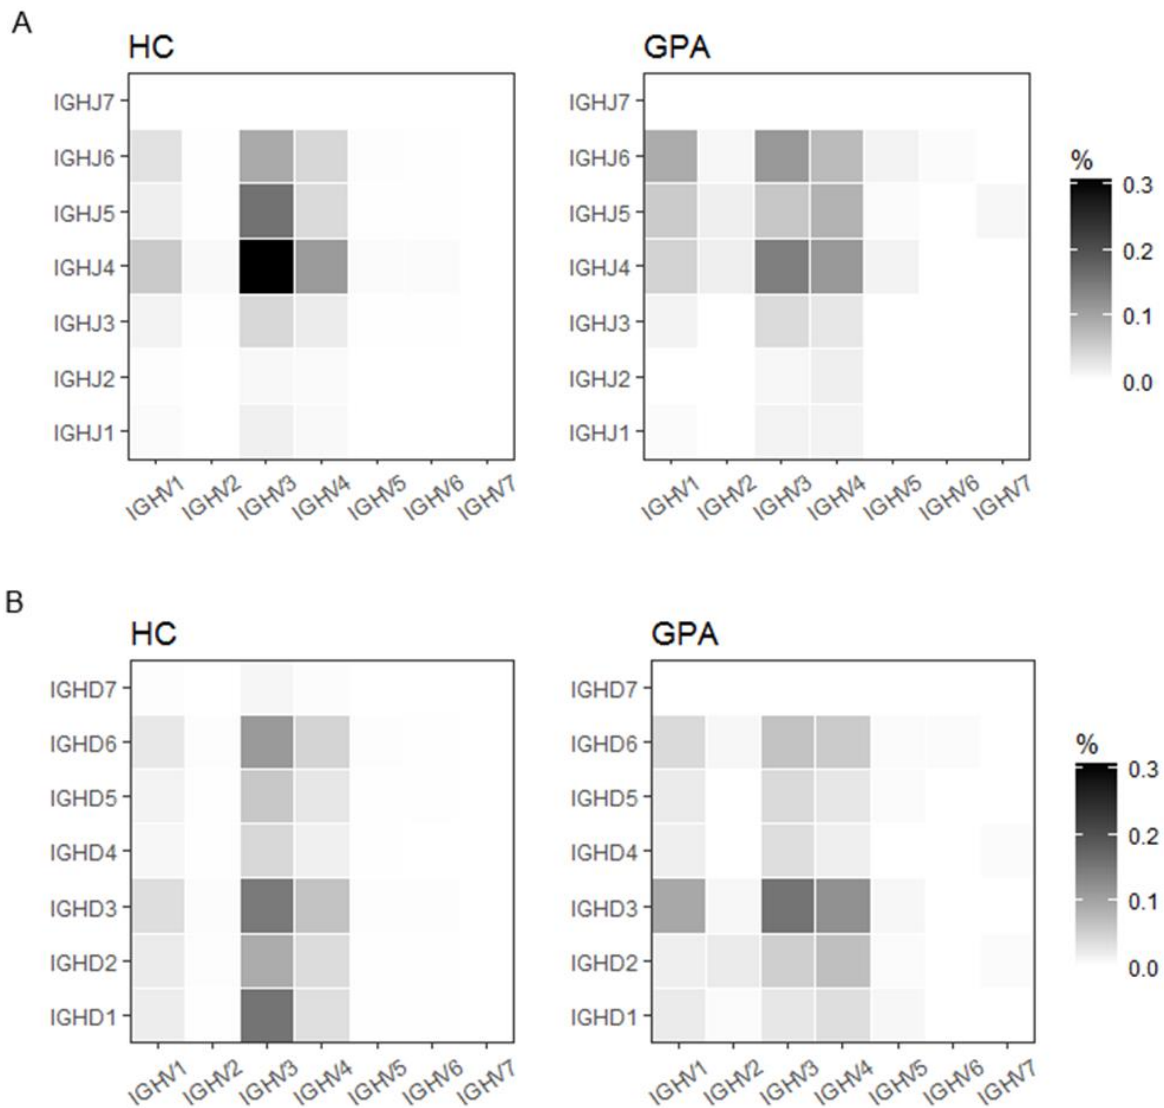 A
HC
GPA
IGHJ7
IGHJ6
IGHJ5
IGHJ4
IGHJ3
IGHJ2
IGHJ1
IGHV1 IGHV2 IGHV3 IGHV4 IGHV5 IGHV6 IGHV7
IGHJ7
IGHJ6
IGHJ5
IGHJ4
IGHJ3
IGHJ2
IGHJ1
IGHV1 IGHV2 IGHV3 IGHV4 IGHV5 IGHV6 IGHV7
%
0.3
0.2
0.1
0.0
B
HC
GPA
IGHD7
IGHD6
IGHD5
IGHD4
IGHD3
IGHD2
IGHD1
IGHV1 IGHV2 IGHV3 IGHV4 IGHV5 IGHV6 IGHV7
IGHD7
IGHD6
IGHD5
IGHD4
IGHD3
IGHD2
IGHD1
IGHV1 IGHV2 IGHV3 IGHV4 IGHV5 IGHV6 IGHV7
%
0.3
0.2
0.1
0.0